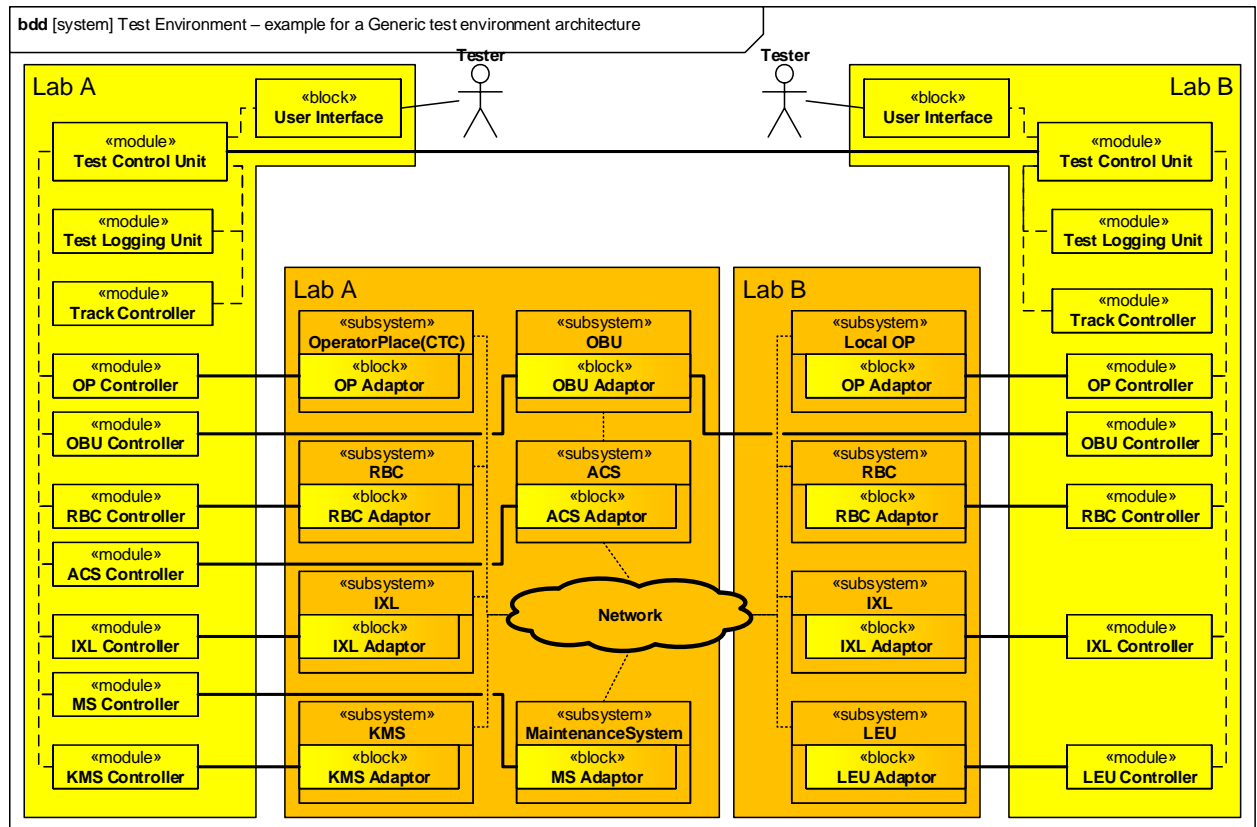 bdd [system] Test Environment – example for a Generic test environment architecture
Tester
Tester
Lab A
«block»
User Interface
«module»
Test Control Unit
«module»
Test Logging Unit
«module»
Track Controller
«module»
OP Controller
«module»
OBU Controller
«module»
RBC Controller
«module»
ACS Controller
«module»
IXL Controller
«module»
MS Controller
«module»
KMS Controller
Lab A
«subsystem»
OperatorPlace(CTC)
«block»
OP Adaptor
«subsystem»
OBU
«block»
OBU Adaptor
«subsystem»
RBC
«block»
RBC Adaptor
«subsystem»
ACS
«block»
ACS Adaptor
«subsystem»
IXL
«block»
IXL Adaptor
Network
«subsystem»
KMS
«block»
KMS Adaptor
«subsystem»
MaintenanceSystem
«block»
MS Adaptor
Lab B
«subsystem»
Local OP
«block»
OP Adaptor
«subsystem»
RBC
«block»
RBC Adaptor
«subsystem»
IXL
«block»
IXL Adaptor
«subsystem»
LEU
«block»
LEU Adaptor
Lab B
«block»
User Interface
«module»
Test Control Unit
«module»
Test Logging Unit
«module»
Track Controller
«module»
OP Controller
«module»
OBU Controller
«module»
RBC Controller
«module»
IXL Controller
«module»
LEU Controller